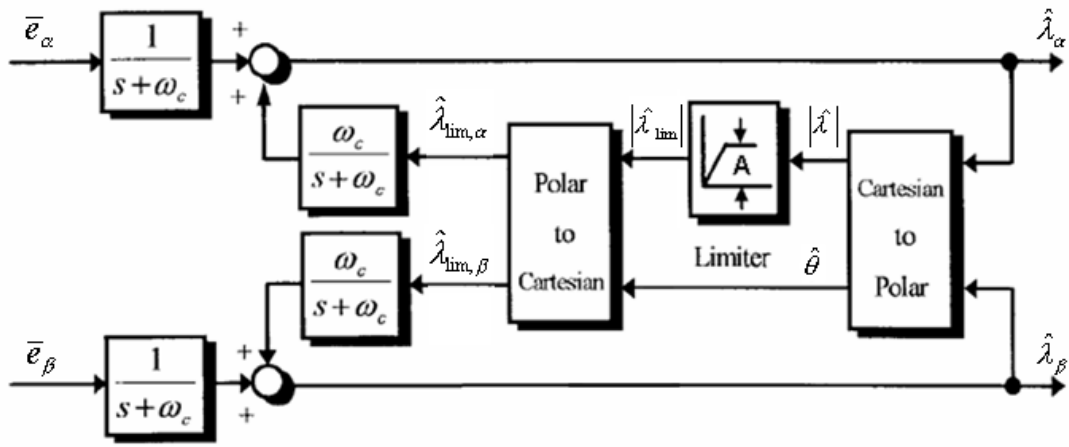 ē_α
1
s+ω_c
+
+
λ̂_α
ω_c
s+ω_c
λ̂_lim,α
Polar
to
Cartesian
|λ̂_lim|
A
Limiter
|λ̂|
θ̂
Cartesian
to
Polar
ω_c
s+ω_c
λ̂_lim,β
ē_β
1
s+ω_c
+
+
λ̂_β